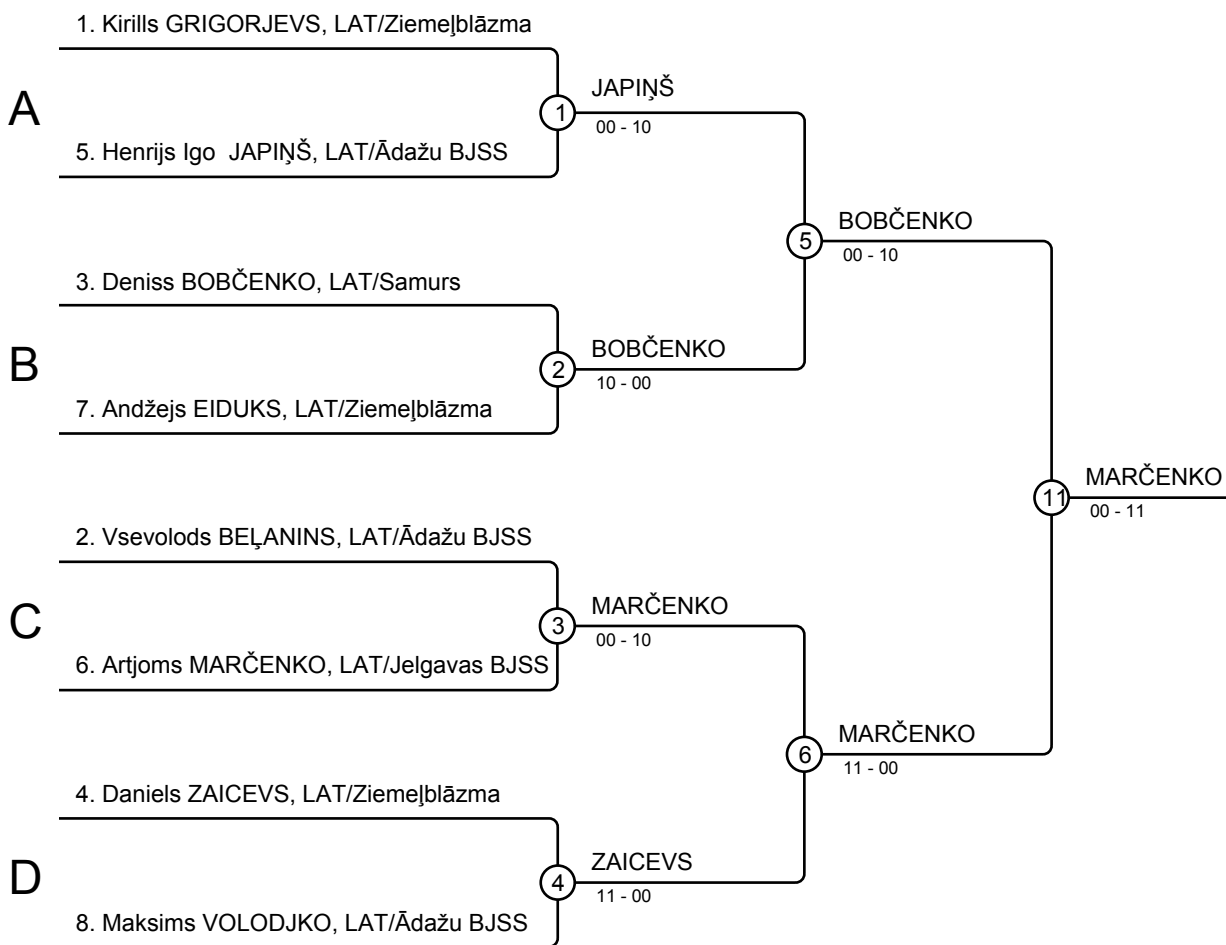 1. Kirills GRIGORJEVS, LAT/Ziemeļblāzma
A
1
JAPIŅŠ
00 - 10
5. Henrijs Igo  JAPIŅŠ, LAT/Ādažu BJSS
5
BOBČENKO
00 - 10
3. Deniss BOBČENKO, LAT/Samurs
B
2
BOBČENKO
10 - 00
7. Andžejs EIDUKS, LAT/Ziemeļblāzma
11
MARČENKO
00 - 11
2. Vsevolods BEĻANINS, LAT/Ādažu BJSS
C
3
MARČENKO
00 - 10
6. Artjoms MARČENKO, LAT/Jelgavas BJSS
6
MARČENKO
11 - 00
4. Daniels ZAICEVS, LAT/Ziemeļblāzma
D
4
ZAICEVS
11 - 00
8. Maksims VOLODJKO, LAT/Ādažu BJSS